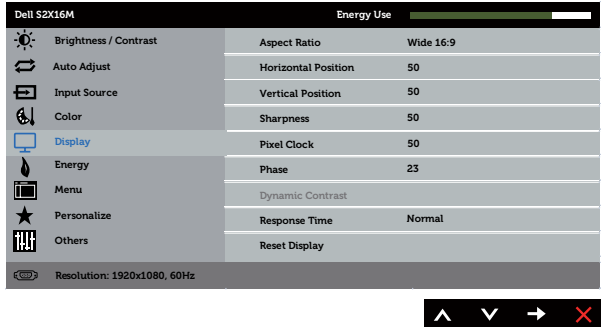 Dell S2X16M Energy Use
Brightness / Contrast
Auto Adjust
Input Source
Color
Display
Energy
Menu
Personalize
Others
Aspect Ratio Wide 16:9
Horizontal Position 50
Vertical Position 50
Sharpness 50
Pixel Clock 50
Phase 23
Dynamic Contrast
Response Time Normal
Reset Display
Resolution: 1920x1080, 60Hz